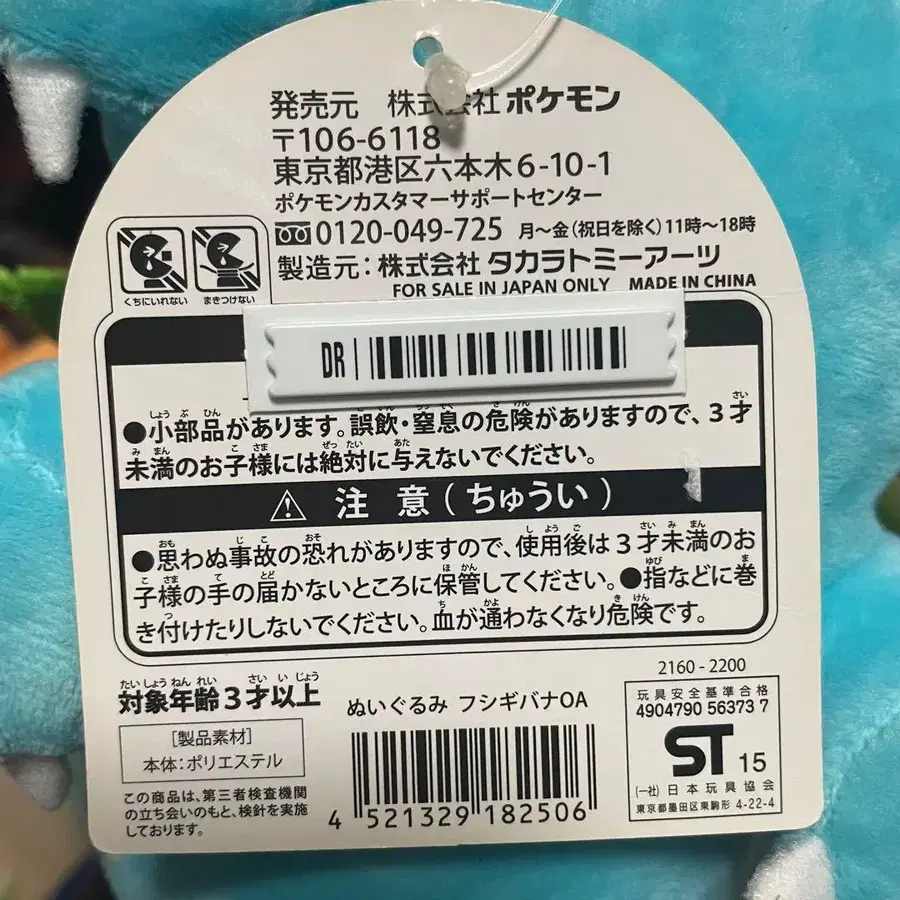 発売元 株式会社 ポケモン
〒106-6118
東京都港区六本木6-10-1
ポケモンカスタマーサポートセンター
0120-049-725 月〜金(祝日を除く)11時〜18時
製造元:株式会社 タカラトミーアーツ
FOR SALE IN JAPAN ONLY MADE IN CHINA
くちにいれない まきつけない
DR
●小部品があります。誤飲・窒息の危険がありますので、3才
未満のお子様には絶対に与えないでください。
⚠ 注 意 (ちゅうい)
●思わぬ事故の恐れがありますので、使用後は3才未満のお
子様の手の届かないところに保管してください。●指などに巻
き付けたりしないでください。血が通わなくなり危険です。
たいしょうねんれい さい いじょう
対象年齢3才以上
[製品素材]
本体:ポリエステル
この商品は、第三者検査機関
の立ち会いのもと、検針を実施
しております。
ぬいぐるみ フシギバナOA
4 521329 182506
2160-2200
玩具安全基準合格
4904790 56373 7
ST 15
(一社)日本玩具協会
東京都墨田区東駒形 4-22-4